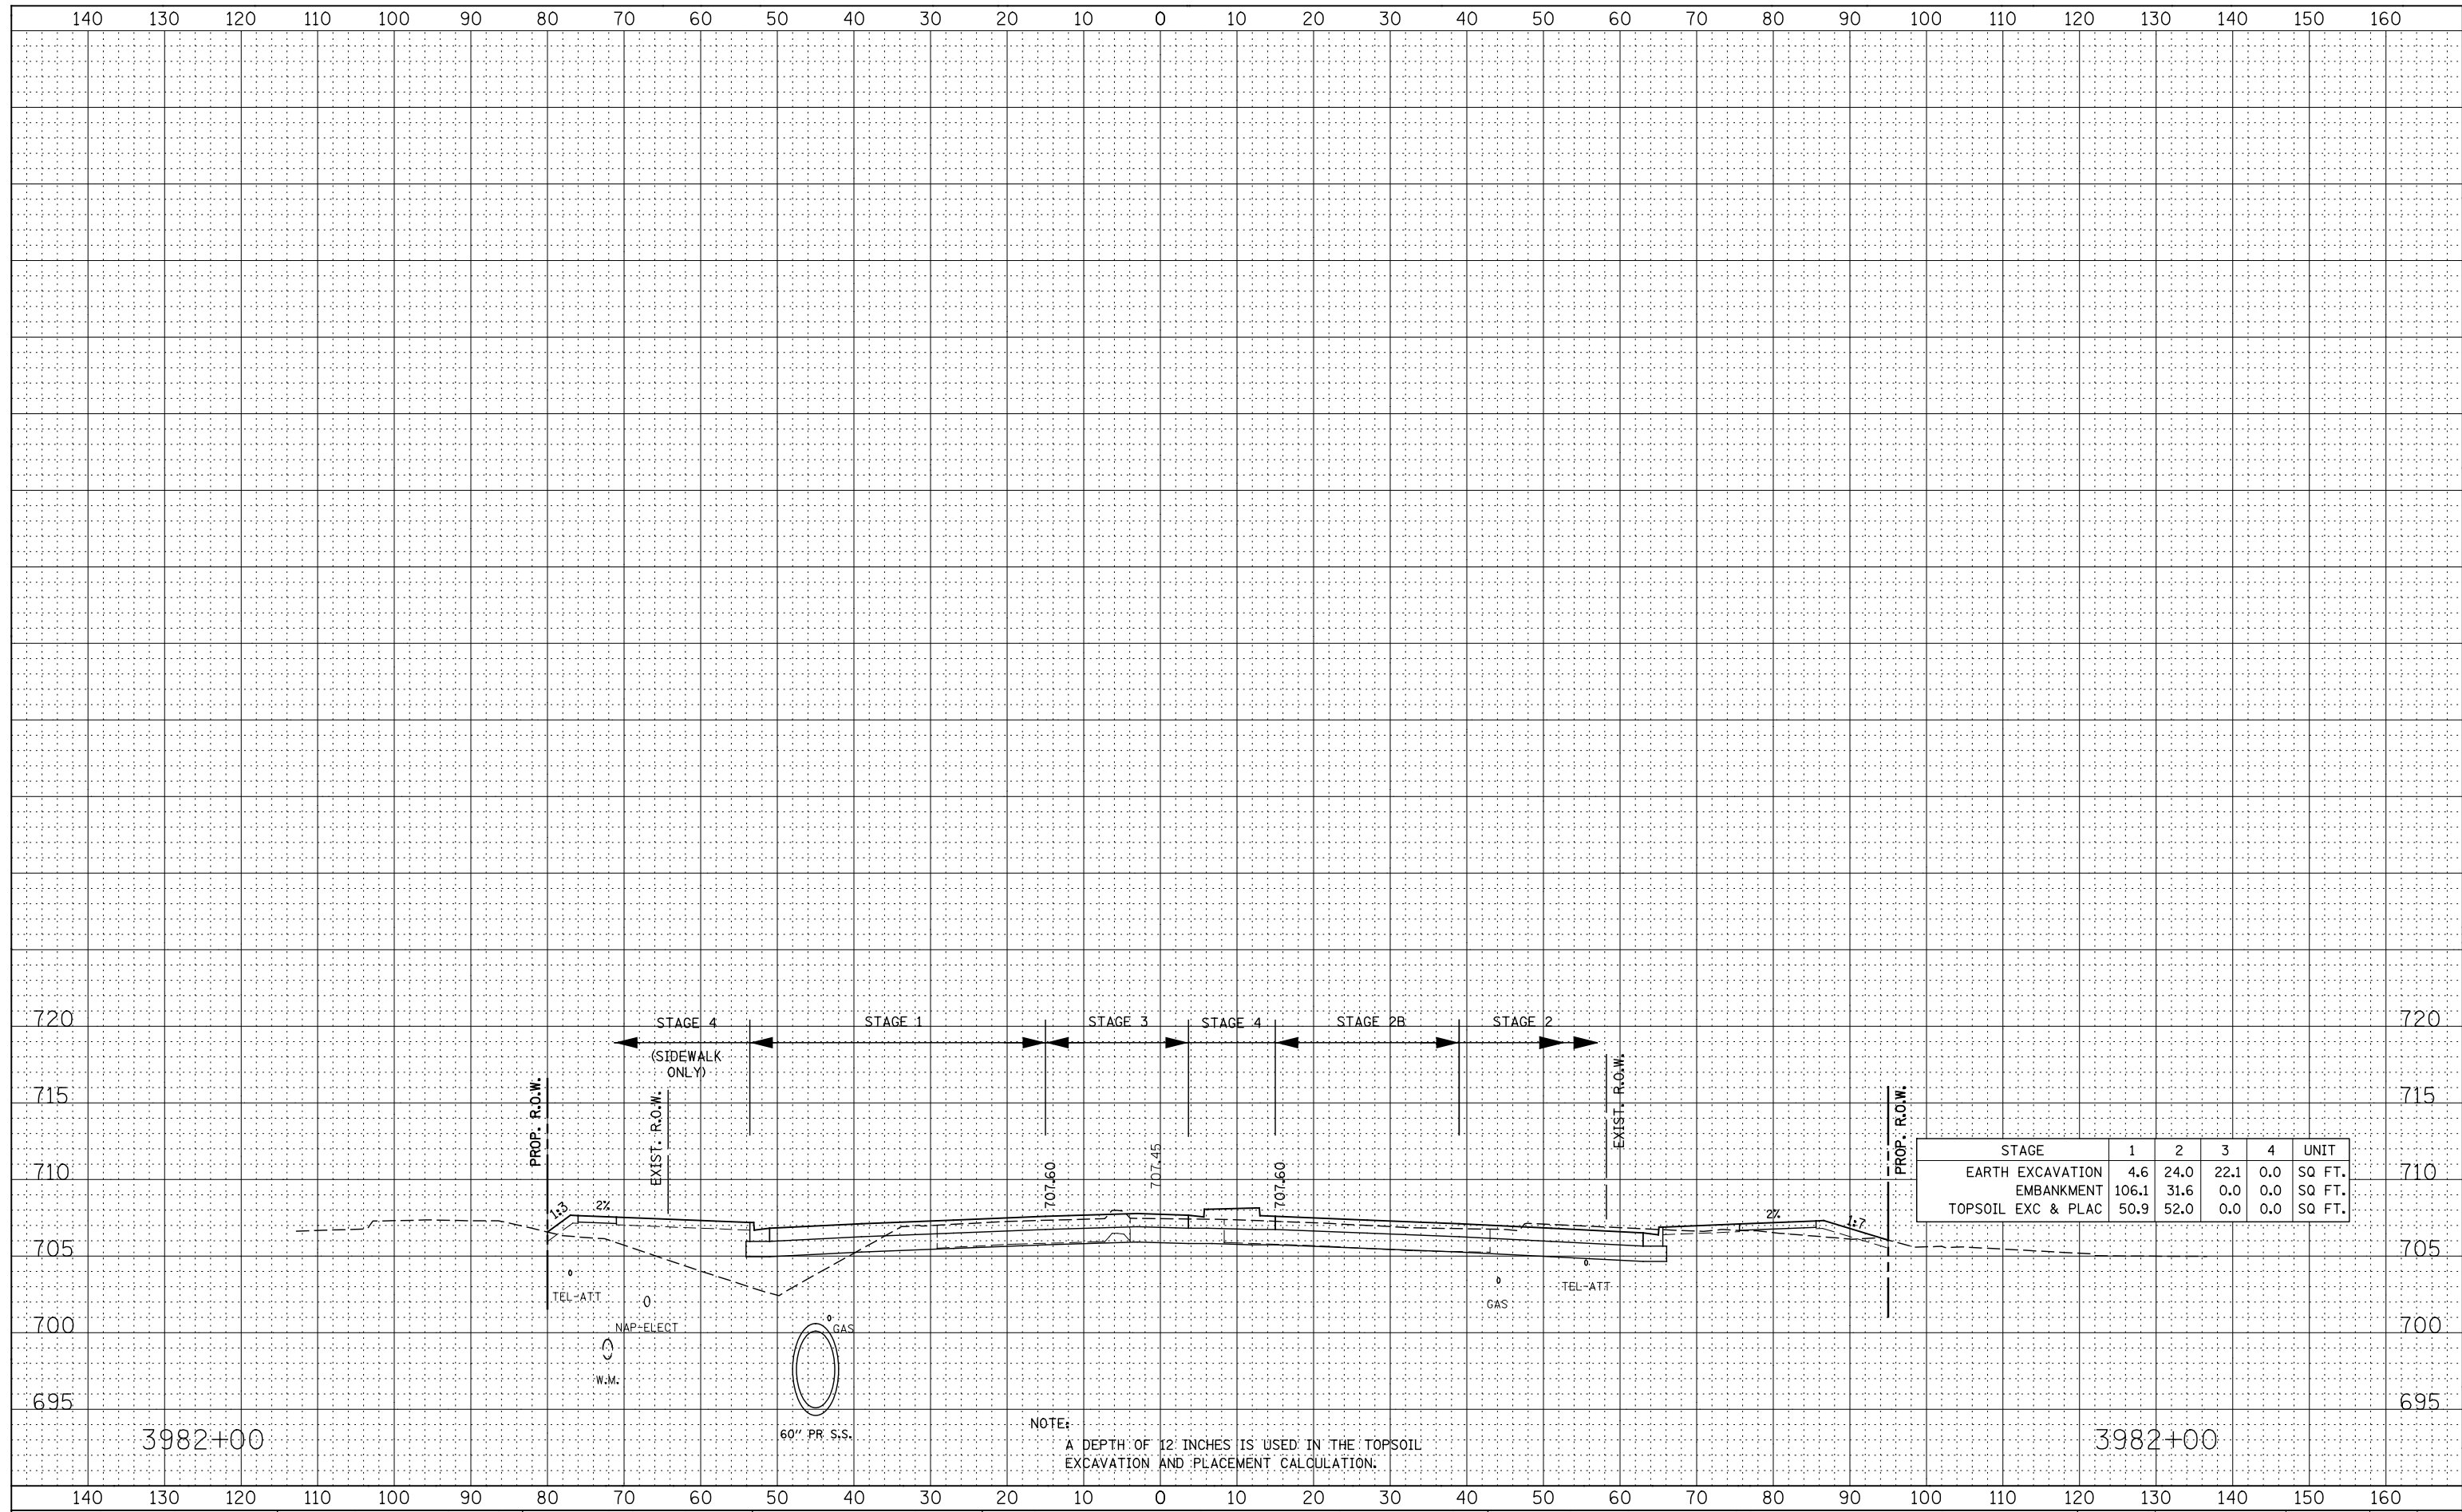 140 130 120 110 100 90 80 70 60 50 40 30 20 10 0 10 20 30 40 50 60 70 80 90 100 110 120 130 140 150 160
720 720
STAGE 4 STAGE 1 STAGE 3 STAGE 4 STAGE 2B STAGE 2
(SIDEWALK
ONLY)
PROP. R.O.W.
EXIST. R.O.W.
EXIST. R.O.W.
PROP. R.O.W.
715 715
710 710
707.60
707.45
707.60
1:3
2%
2%
1:7
STAGE 1 2 3 4 UNIT
EARTH EXCAVATION 4.6 24.0 22.1 0.0 SQ FT.
EMBANKMENT 106.1 31.6 0.0 0.0 SQ FT.
TOPSOIL EXC & PLAC 50.9 52.0 0.0 0.0 SQ FT.
705 705
TEL-ATT
TEL-ATT
GAS
NAP-ELECT
GAS
700 700
W.M.
695 695
60" PR S.S.
3982+00 3982+00
NOTE:
A DEPTH OF 12 INCHES IS USED IN THE TOPSOIL
EXCAVATION AND PLACEMENT CALCULATION.
140 130 120 110 100 90 80 70 60 50 40 30 20 10 0 10 20 30 40 50 60 70 80 90 100 110 120 130 140 150 160